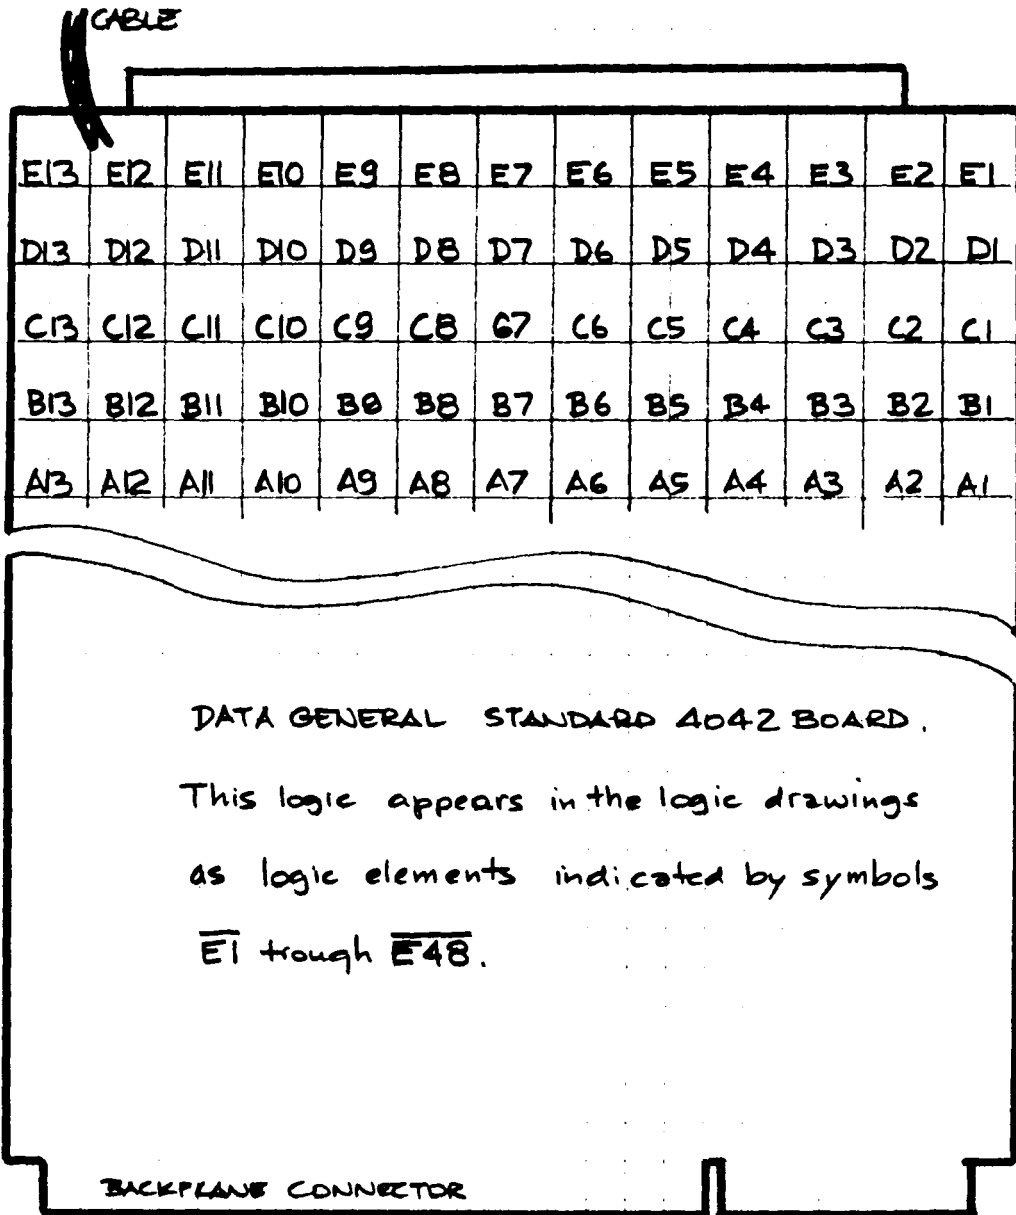 CABLE
E13 E12 E11 E10 E9 E8 E7 E6 E5 E4 E3 E2 E1
D13 D12 D11 D10 D9 D8 D7 D6 D5 D4 D3 D2 D1
C13 C12 C11 C10 C9 C8 C7 C6 C5 C4 C3 C2 C1
B13 B12 B11 B10 B9 B8 B7 B6 B5 B4 B3 B2 B1
A13 A12 A11 A10 A9 A8 A7 A6 A5 A4 A3 A2 A1
DATA GENERAL STANDARD 4042 BOARD.
This logic appears in the logic drawings
as logic elements indicated by symbols
E̅1̅ trough E̅4̅8̅.
BACKPLANE CONNECTOR